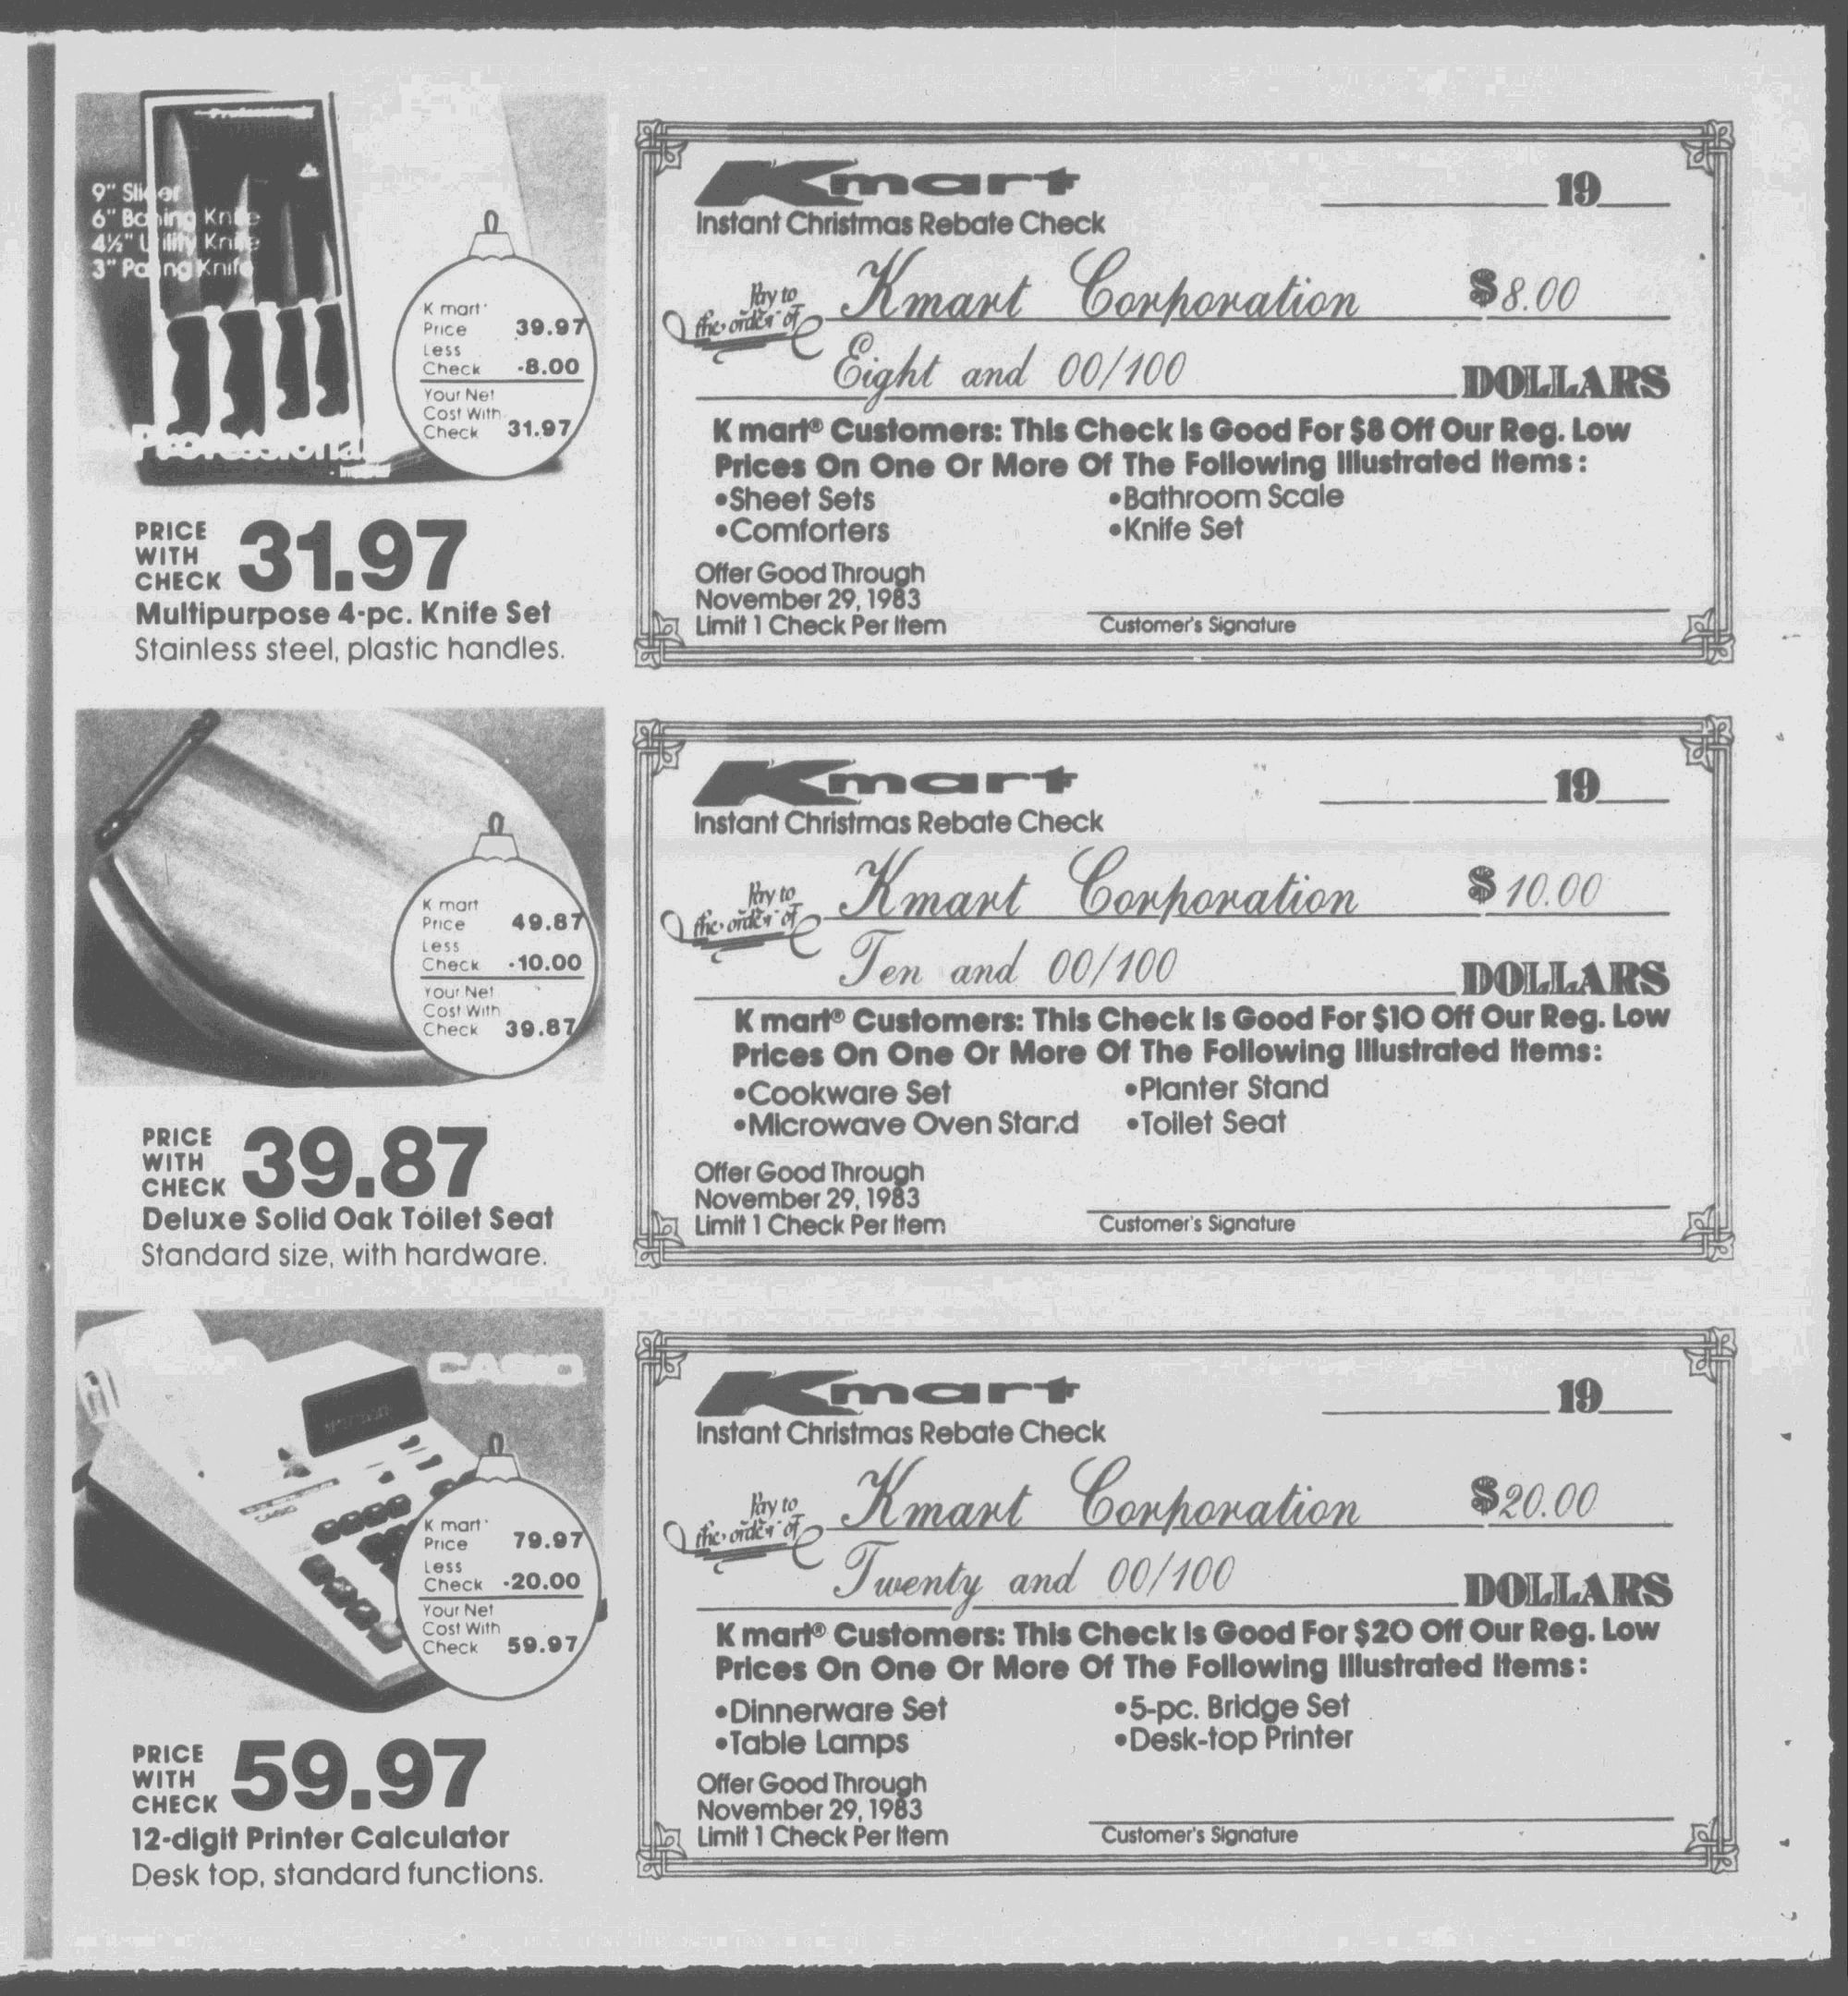 9" Slicer
6" Boning Knife
4½" Utility Knife
3" Paring Knife
Professional
K mart
Price 39.97
Less
Check -8.00
Your Net
Cost With
Check 31.97
PRICE
WITH
CHECK
31.97
Multipurpose 4-pc. Knife Set
Stainless steel, plastic handles.
Kmart
19
Instant Christmas Rebate Check
Pay to
the order of
Kmart Corporation $8.00
Eight and 00/100 DOLLARS
K mart® Customers: This Check Is Good For $8 Off Our Reg. Low
Prices On One Or More Of The Following Illustrated Items:
•Sheet Sets •Bathroom Scale
•Comforters •Knife Set
Offer Good Through
November 29, 1983
Limit 1 Check Per Item Customer's Signature
K mart
Price 49.87
Less
Check -10.00
Your Net
Cost With
Check 39.87
PRICE
WITH
CHECK
39.87
Deluxe Solid Oak Toilet Seat
Standard size, with hardware.
Kmart
19
Instant Christmas Rebate Check
Pay to
the order of
Kmart Corporation $10.00
Ten and 00/100 DOLLARS
K mart® Customers: This Check Is Good For $10 Off Our Reg. Low
Prices On One Or More Of The Following Illustrated Items:
•Cookware Set •Planter Stand
•Microwave Oven Stand •Toilet Seat
Offer Good Through
November 29, 1983
Limit 1 Check Per Item Customer's Signature
CASIO
K mart
Price 79.97
Less
Check -20.00
Your Net
Cost With
Check 59.97
PRICE
WITH
CHECK
59.97
12-digit Printer Calculator
Desk top, standard functions.
Kmart
19
Instant Christmas Rebate Check
Pay to
the order of
Kmart Corporation $20.00
Twenty and 00/100 DOLLARS
K mart® Customers: This Check Is Good For $20 Off Our Reg. Low
Prices On One Or More Of The Following Illustrated Items:
•Dinnerware Set •5-pc. Bridge Set
•Table Lamps •Desk-top Printer
Offer Good Through
November 29, 1983
Limit 1 Check Per Item Customer's Signature